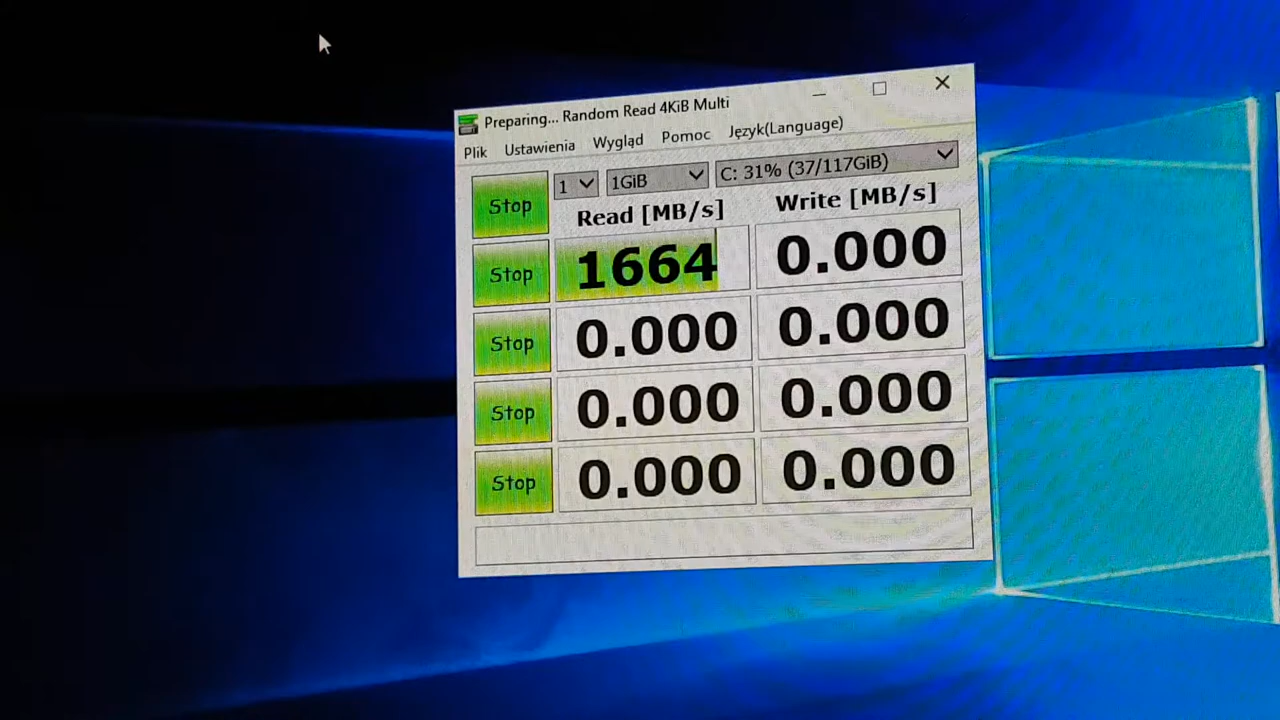 Preparing... Random Read 4KiB Multi
Plik Ustawienia Wygląd Pomoc Język(Language)
Stop 1 1GiB C: 31% (37/117GiB)
Read [MB/s] Write [MB/s]
Stop 1664 0.000
Stop 0.000 0.000
Stop 0.000 0.000
Stop 0.000 0.000